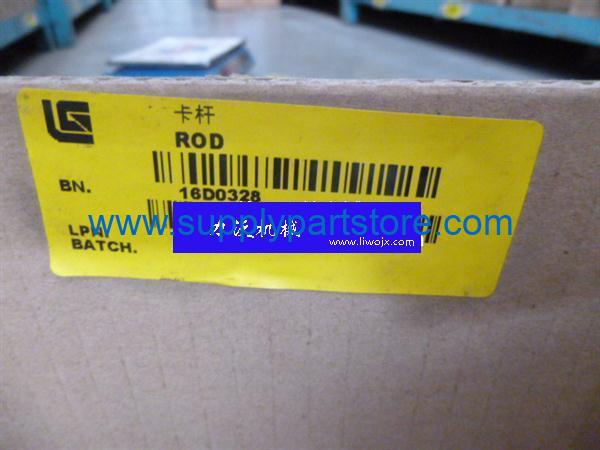 LG
卡杆
ROD
BN.
16D0328
www.supplypartstore.com
LPN
BATCH.
www.liwojx.com